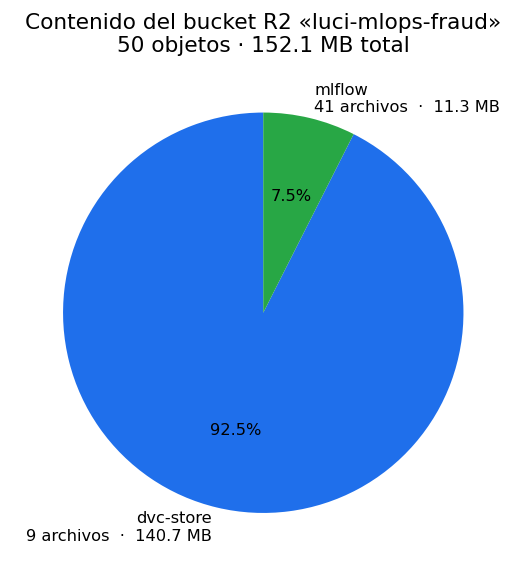 Contenido del bucket R2 «luci-mlops-fraud»
50 objetos · 152.1 MB total
mlflow
41 archivos · 11.3 MB
7.5%
92.5%
dvc-store
9 archivos · 140.7 MB